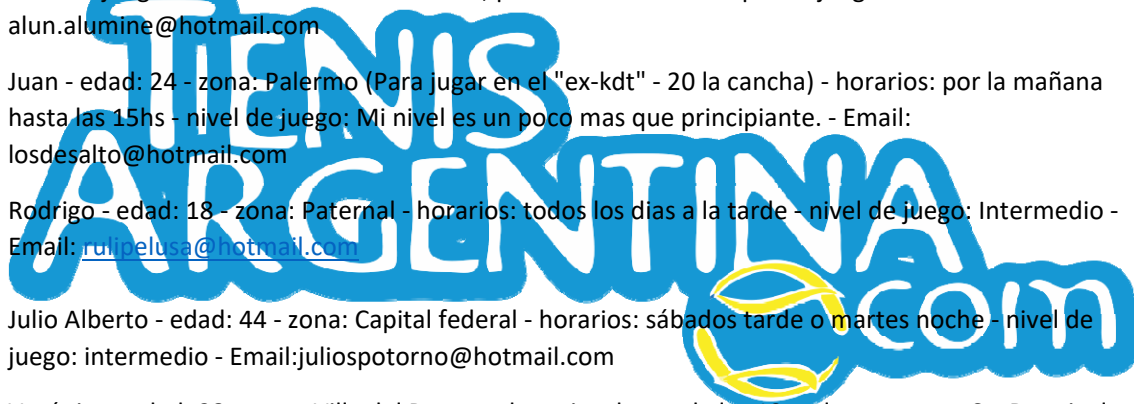 alun.alumine@hotmail.com
Juan - edad: 24 - zona: Palermo (Para jugar en el "ex-kdt" - 20 la cancha) - horarios: por la mañana
hasta las 15hs - nivel de juego: Mi nivel es un poco mas que principiante. - Email:
losdesalto@hotmail.com
Rodrigo - edad: 18 - zona: Paternal - horarios: todos los dias a la tarde - nivel de juego: Intermedio -
Email: rulipelusa@hotmail.com
Julio Alberto - edad: 44 - zona: Capital federal - horarios: sábados tarde o martes noche - nivel de
juego: intermedio - Email:juliospotorno@hotmail.com
TENIS
ARGENTINA
.com